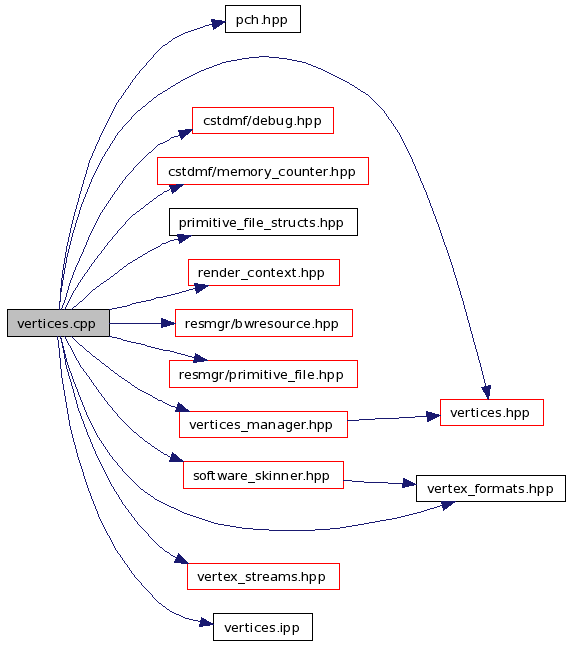 pch.hpp
cstdmf/debug.hpp
cstdmf/memory_counter.hpp
primitive_file_structs.hpp
render_context.hpp
vertices.cpp
resmgr/bwresource.hpp
resmgr/primitive_file.hpp
vertices.hpp
vertices_manager.hpp
software_skinner.hpp
vertex_formats.hpp
vertex_streams.hpp
vertices.ipp